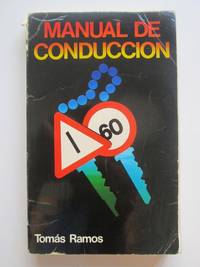 MANUAL DE
CONDUCCION
60
Tomás Ramos